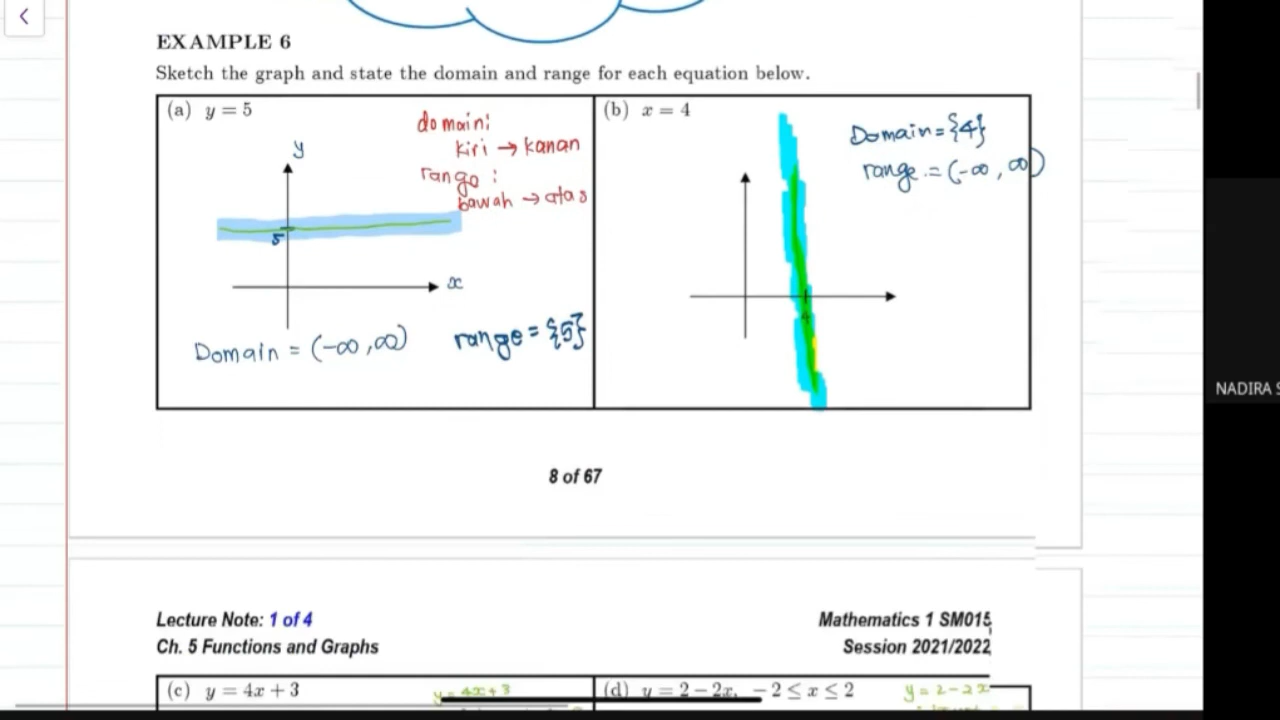 EXAMPLE 6
Sketch the graph and state the domain and range for each equation below.
(a) y = 5
domain:
kiri → kanan
range :
bawah → atas
y
5
x
Domain = (-∞, ∞)
range = {5}
(b) x = 4
Domain = {4}
range = (-∞, ∞)
4
8 of 67
NADIRA S
Lecture Note: 1 of 4
Mathematics 1 SM015
Ch. 5 Functions and Graphs
Session 2021/2022
(c) y = 4x + 3
y = 4x+3
(d) y = 2 − 2x, −2 ≤ x ≤ 2
y = 2 - 2x